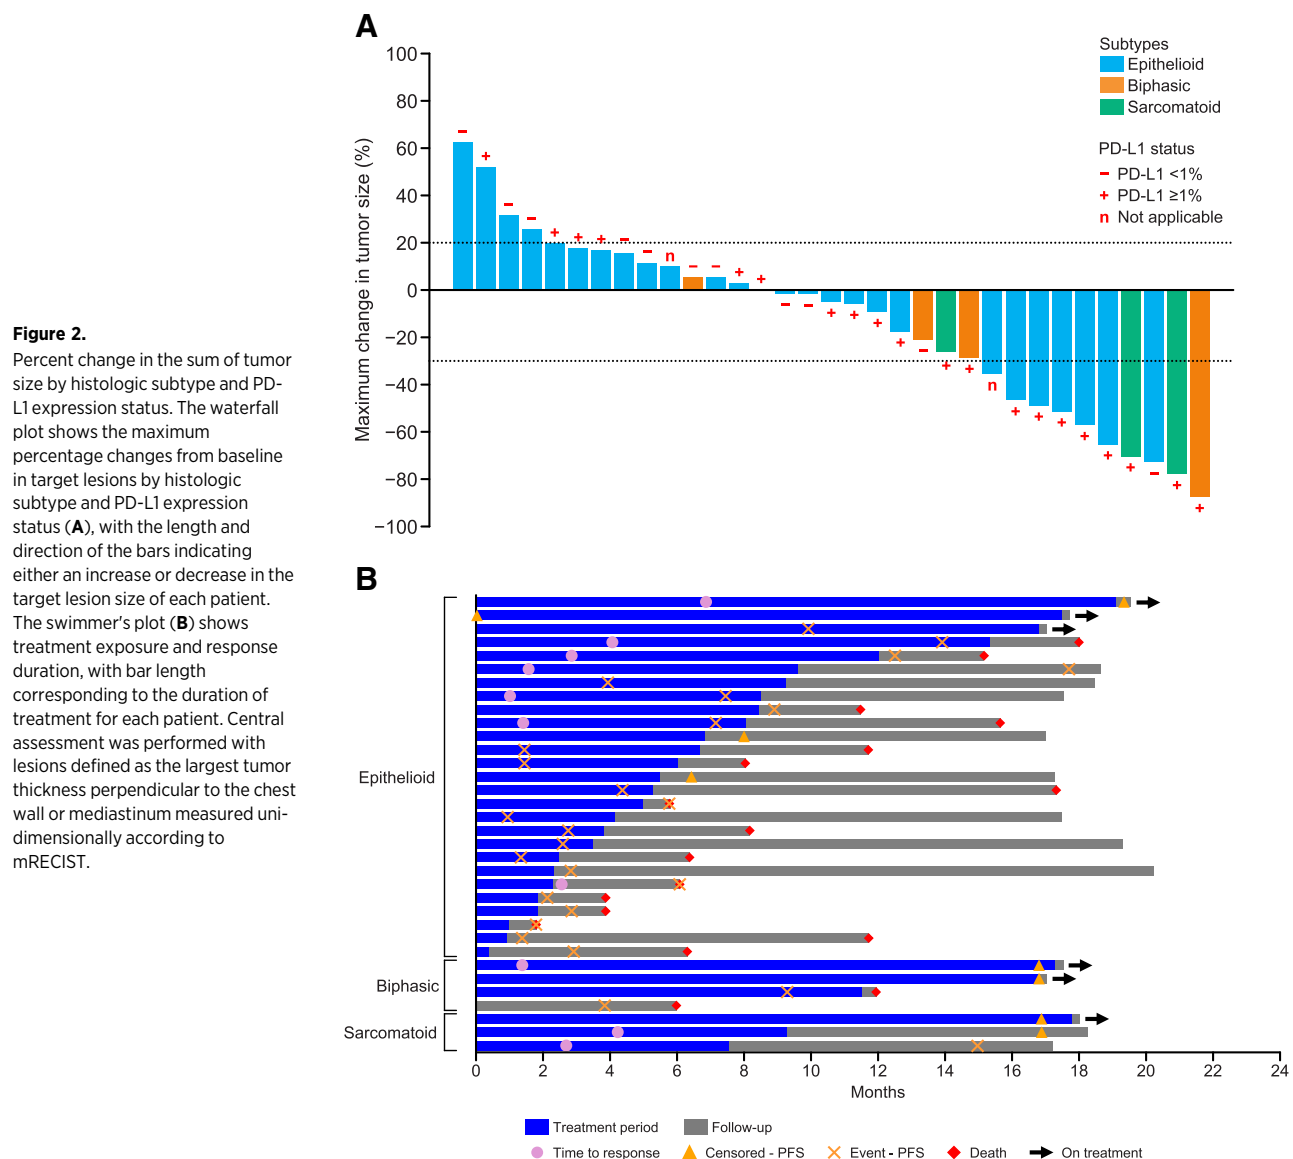 Figure 2.
Percent change in the sum of tumor
size by histologic subtype and PD-
L1 expression status. The waterfall
plot shows the maximum
percentage changes from baseline
in target lesions by histologic
subtype and PD-L1 expression
status (A), with the length and
direction of the bars indicating
either an increase or decrease in the
target lesion size of each patient.
The swimmer's plot (B) shows
treatment exposure and response
duration, with bar length
corresponding to the duration of
treatment for each patient. Central
assessment was performed with
lesions defined as the largest tumor
thickness perpendicular to the chest
wall or mediastinum measured uni-
dimensionally according to
mRECIST.
A
Maximum change in tumor size (%)
100
80
60
40
20
0
−20
−40
−60
−80
−100
Subtypes
Epithelioid
Biphasic
Sarcomatoid
PD-L1 status
− PD-L1 <1%
+ PD-L1 ≥1%
n Not applicable
− + − − + + + + − − n − − + +
− − + + + + − + + n + + + + + + − + +
B
Epithelioid
Biphasic
Sarcomatoid
0 2 4 6 8 10 12 14 16 18 20 22 24
Months
Treatment period Follow-up
Time to response Censored - PFS Event - PFS Death On treatment